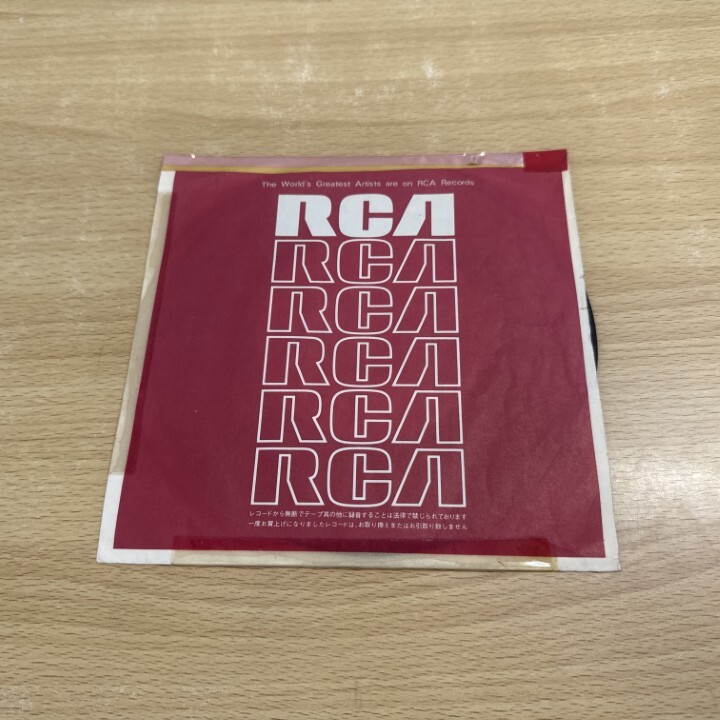 The World's Greatest Artists are on RCA Records
RCA
RCA
RCA
RCA
RCA
RCA
レコードから無断でテープ其の他に録音することは法律で禁じられております
一度お買上げになりましたレコードは、お取り換えまたはお引取り致しません